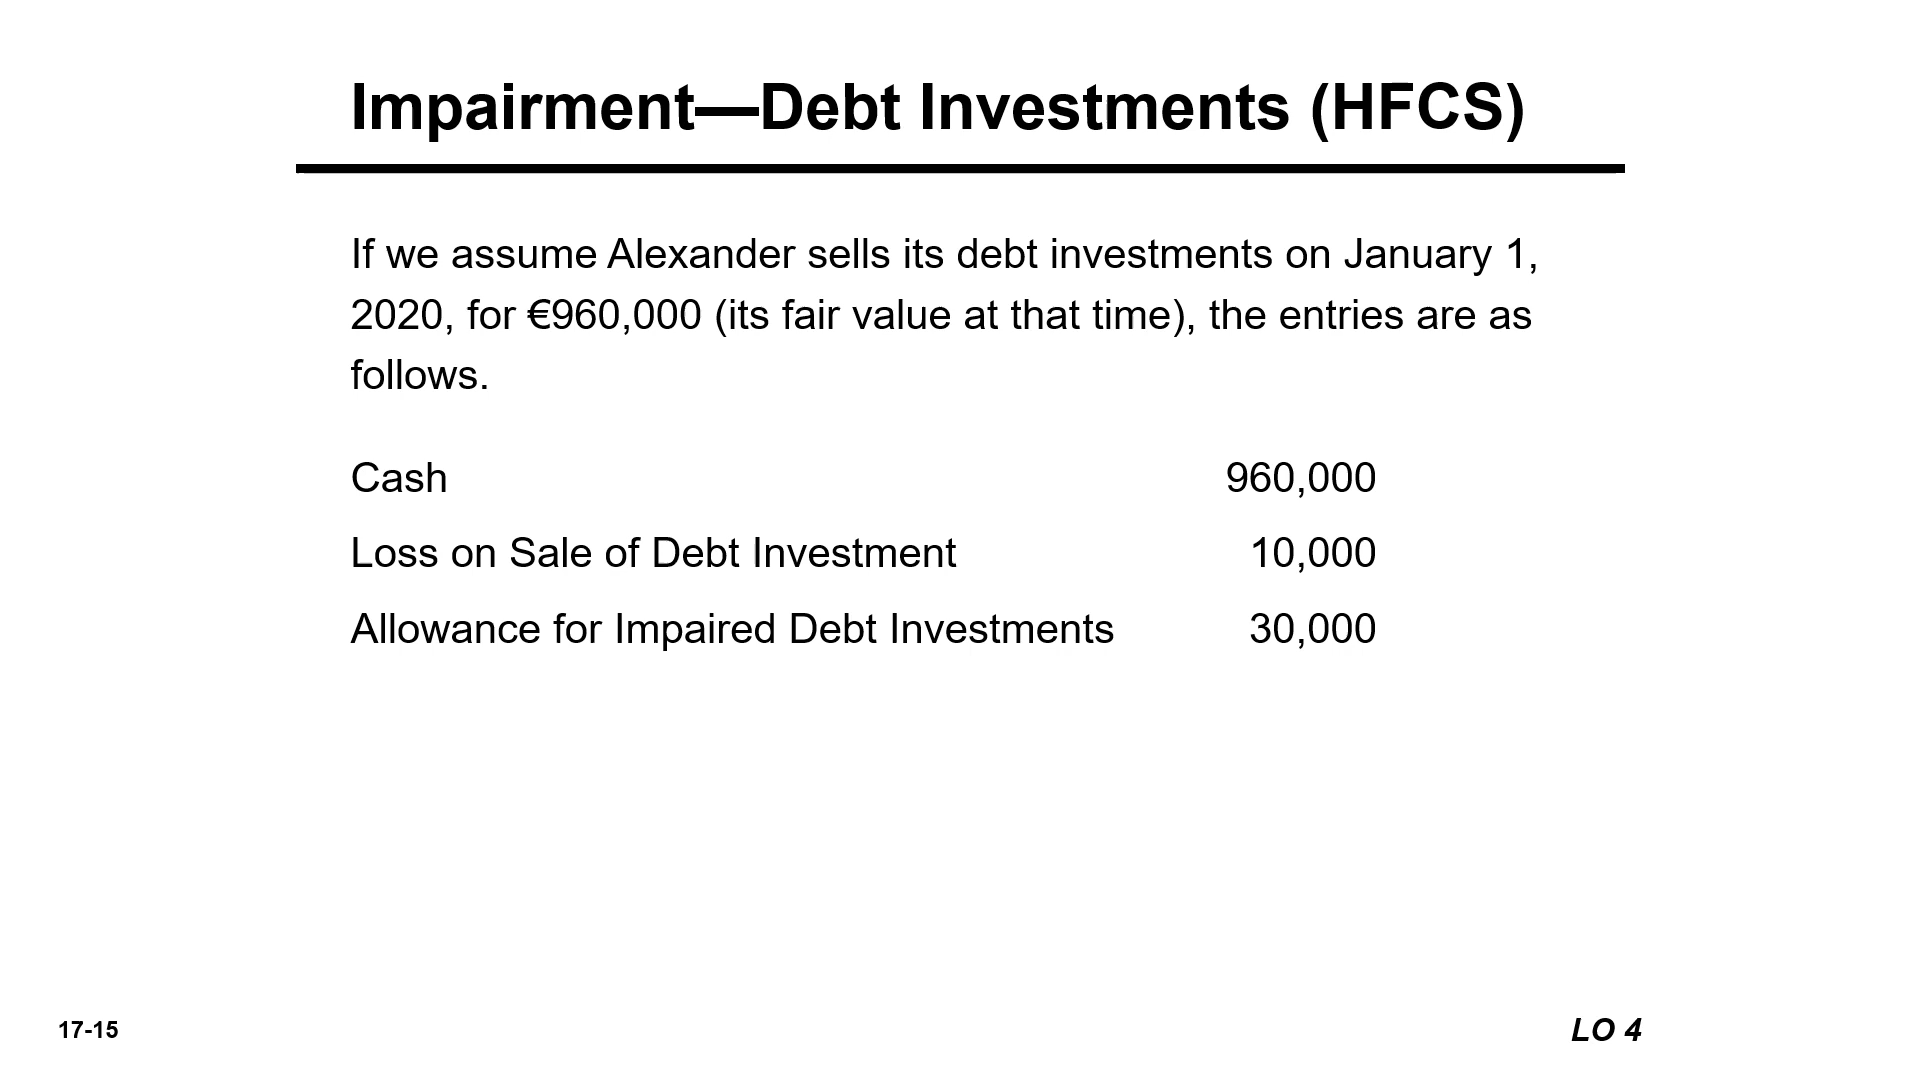 Impairment—Debt Investments (HFCS)
If we assume Alexander sells its debt investments on January 1,
2020, for €960,000 (its fair value at that time), the entries are as
follows.
Cash 960,000
Loss on Sale of Debt Investment 10,000
Allowance for Impaired Debt Investments 30,000
17-15
LO 4